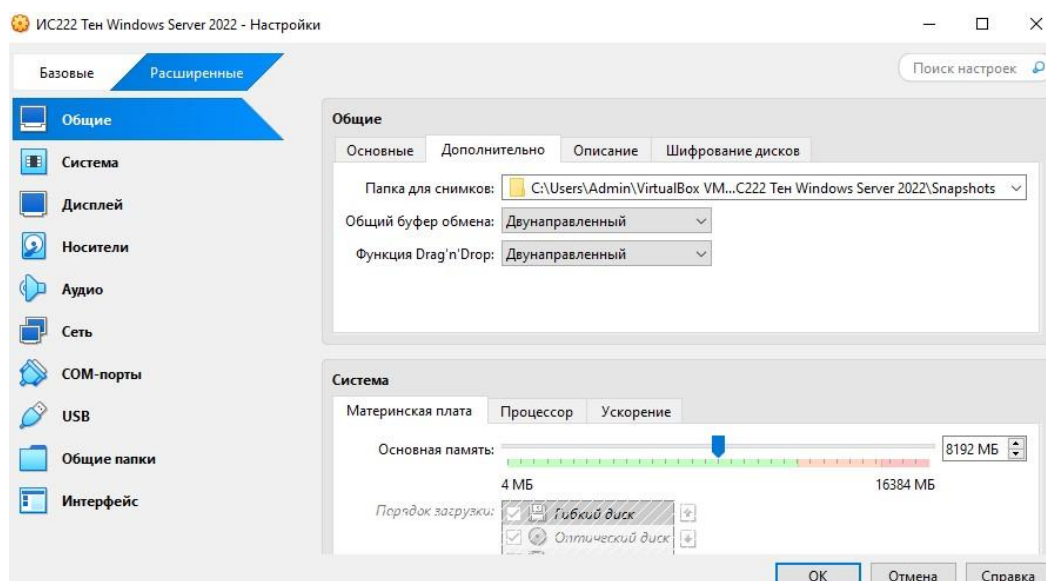 ИС222 Тен Windows Server 2022 - Настройки
Базовые
Расширенные
Поиск настроек
Общие
Система
Дисплей
Носители
Аудио
Сеть
COM-порты
USB
Общие папки
Интерфейс
Общие
Основные Дополнительно Описание Шифрование дисков
Папка для снимков: C:\Users\Admin\VirtualBox VM...C222 Тен Windows Server 2022\Snapshots
Общий буфер обмена: Двунаправленный
Функция Drag'n'Drop: Двунаправленный
Система
Материнская плата Процессор Ускорение
Основная память: 8192 МБ
4 МБ 16384 МБ
Порядок загрузки: Гибкий диск
Оптический диск
OK Отмена Справка